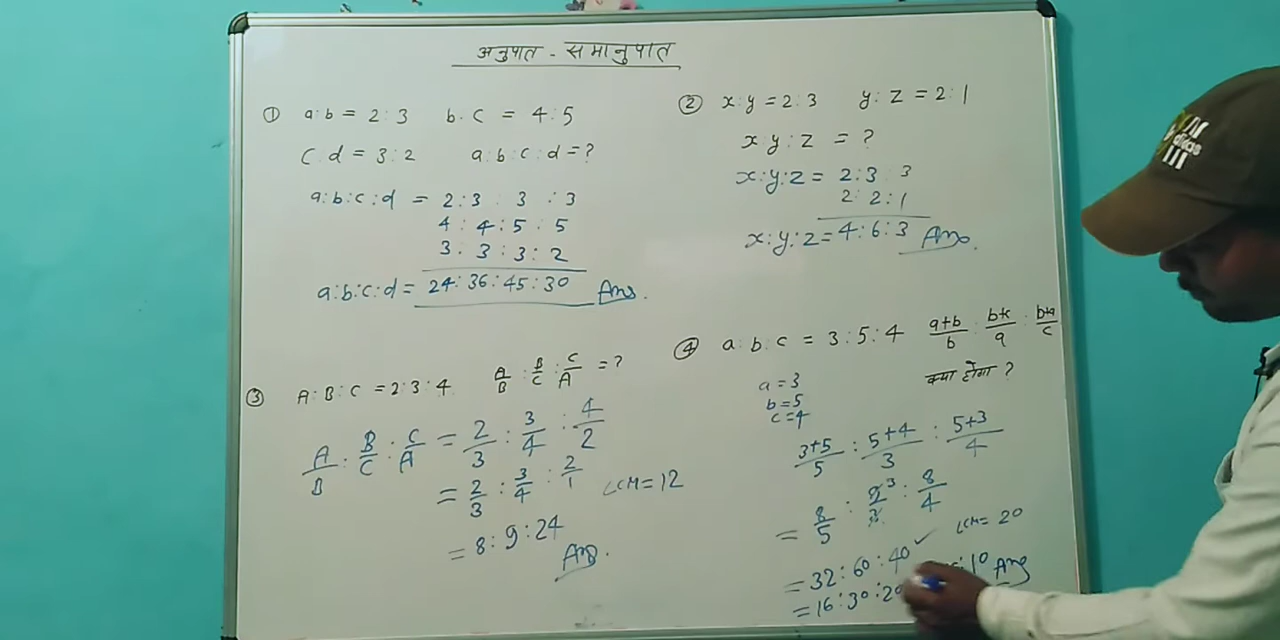 अनुपात - समानुपात
① a:b = 2:3 b:c = 4:5
c:d = 3:2 a:b:c:d = ?
a:b:c:d = 2:3:3:3
4:4:5:5
3:3:3:2
a:b:c:d = 24:36:45:30 Ans.
② x:y = 2:3 y:z = 2:1
x:y:z = ?
x:y:z = 2:3 3
2:2:1
x:y:z = 4:6:3 Ans.
③ A:B:C = 2:3:4 A/B : B/C : C/A = ?
A/B : B/C : C/A = 2/3 : 3/4 : 4/2
= 2/3 : 3/4 : 2/1 LCM = 12
= 8:9:24
Ans.
④ a:b:c = 3:5:4 a+b/b : b+c/a : b+a/c
क्या होगा ?
a = 3
b = 5
c = 4
3+5/5 : 5+4/3 : 5+3/4
= 8/5 : 9/3 3 : 8/4
LCM = 20
= 32:60:40 ✓
= 16:30:20 :10 Ans